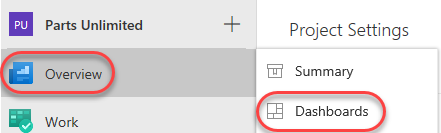 PU Parts Unlimited
Project Settings
Overview
Summary
Dashboards
Work